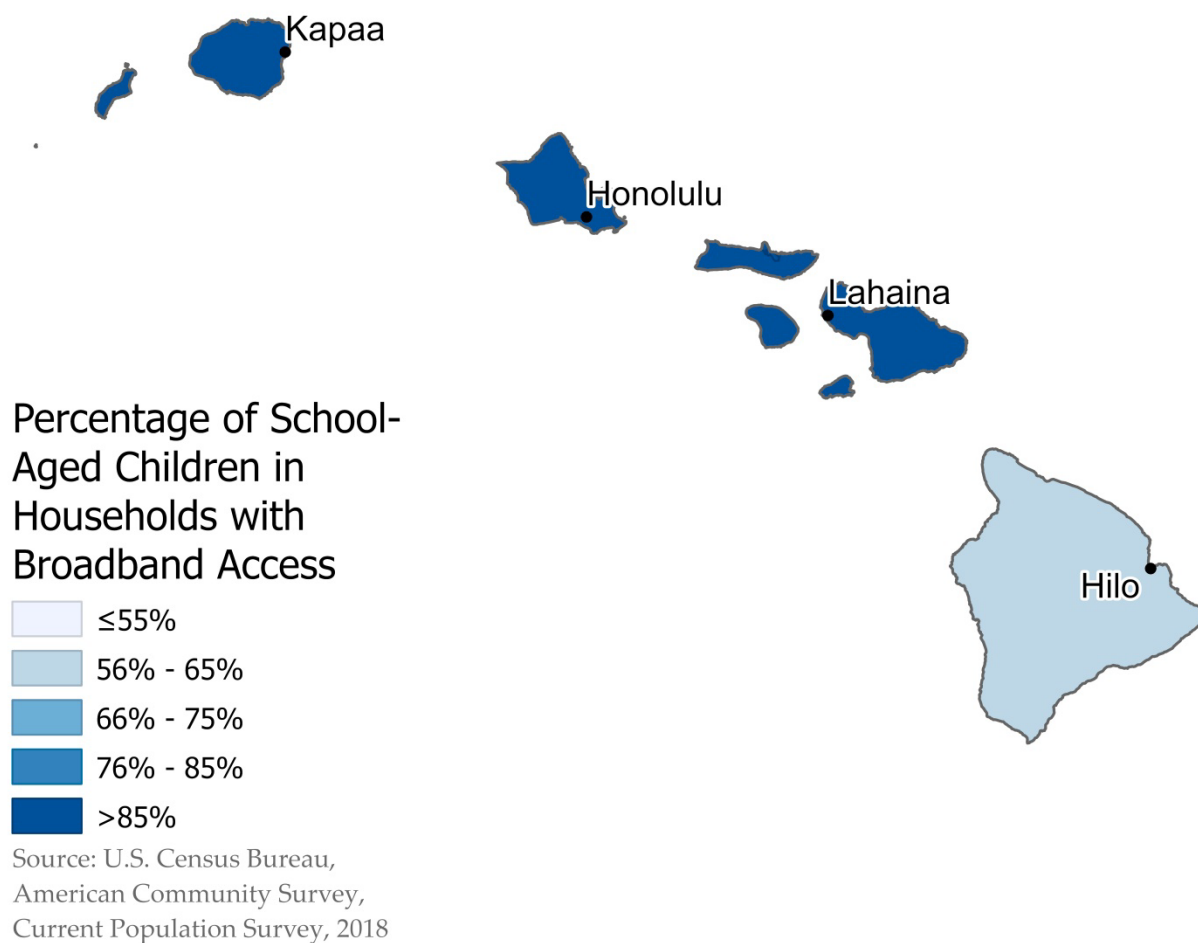 Kapaa
Honolulu
Lahaina
Hilo
Percentage of School-
Aged Children in
Households with
Broadband Access
≤55%
56% - 65%
66% - 75%
76% - 85%
>85%
Source: U.S. Census Bureau,
American Community Survey,
Current Population Survey, 2018